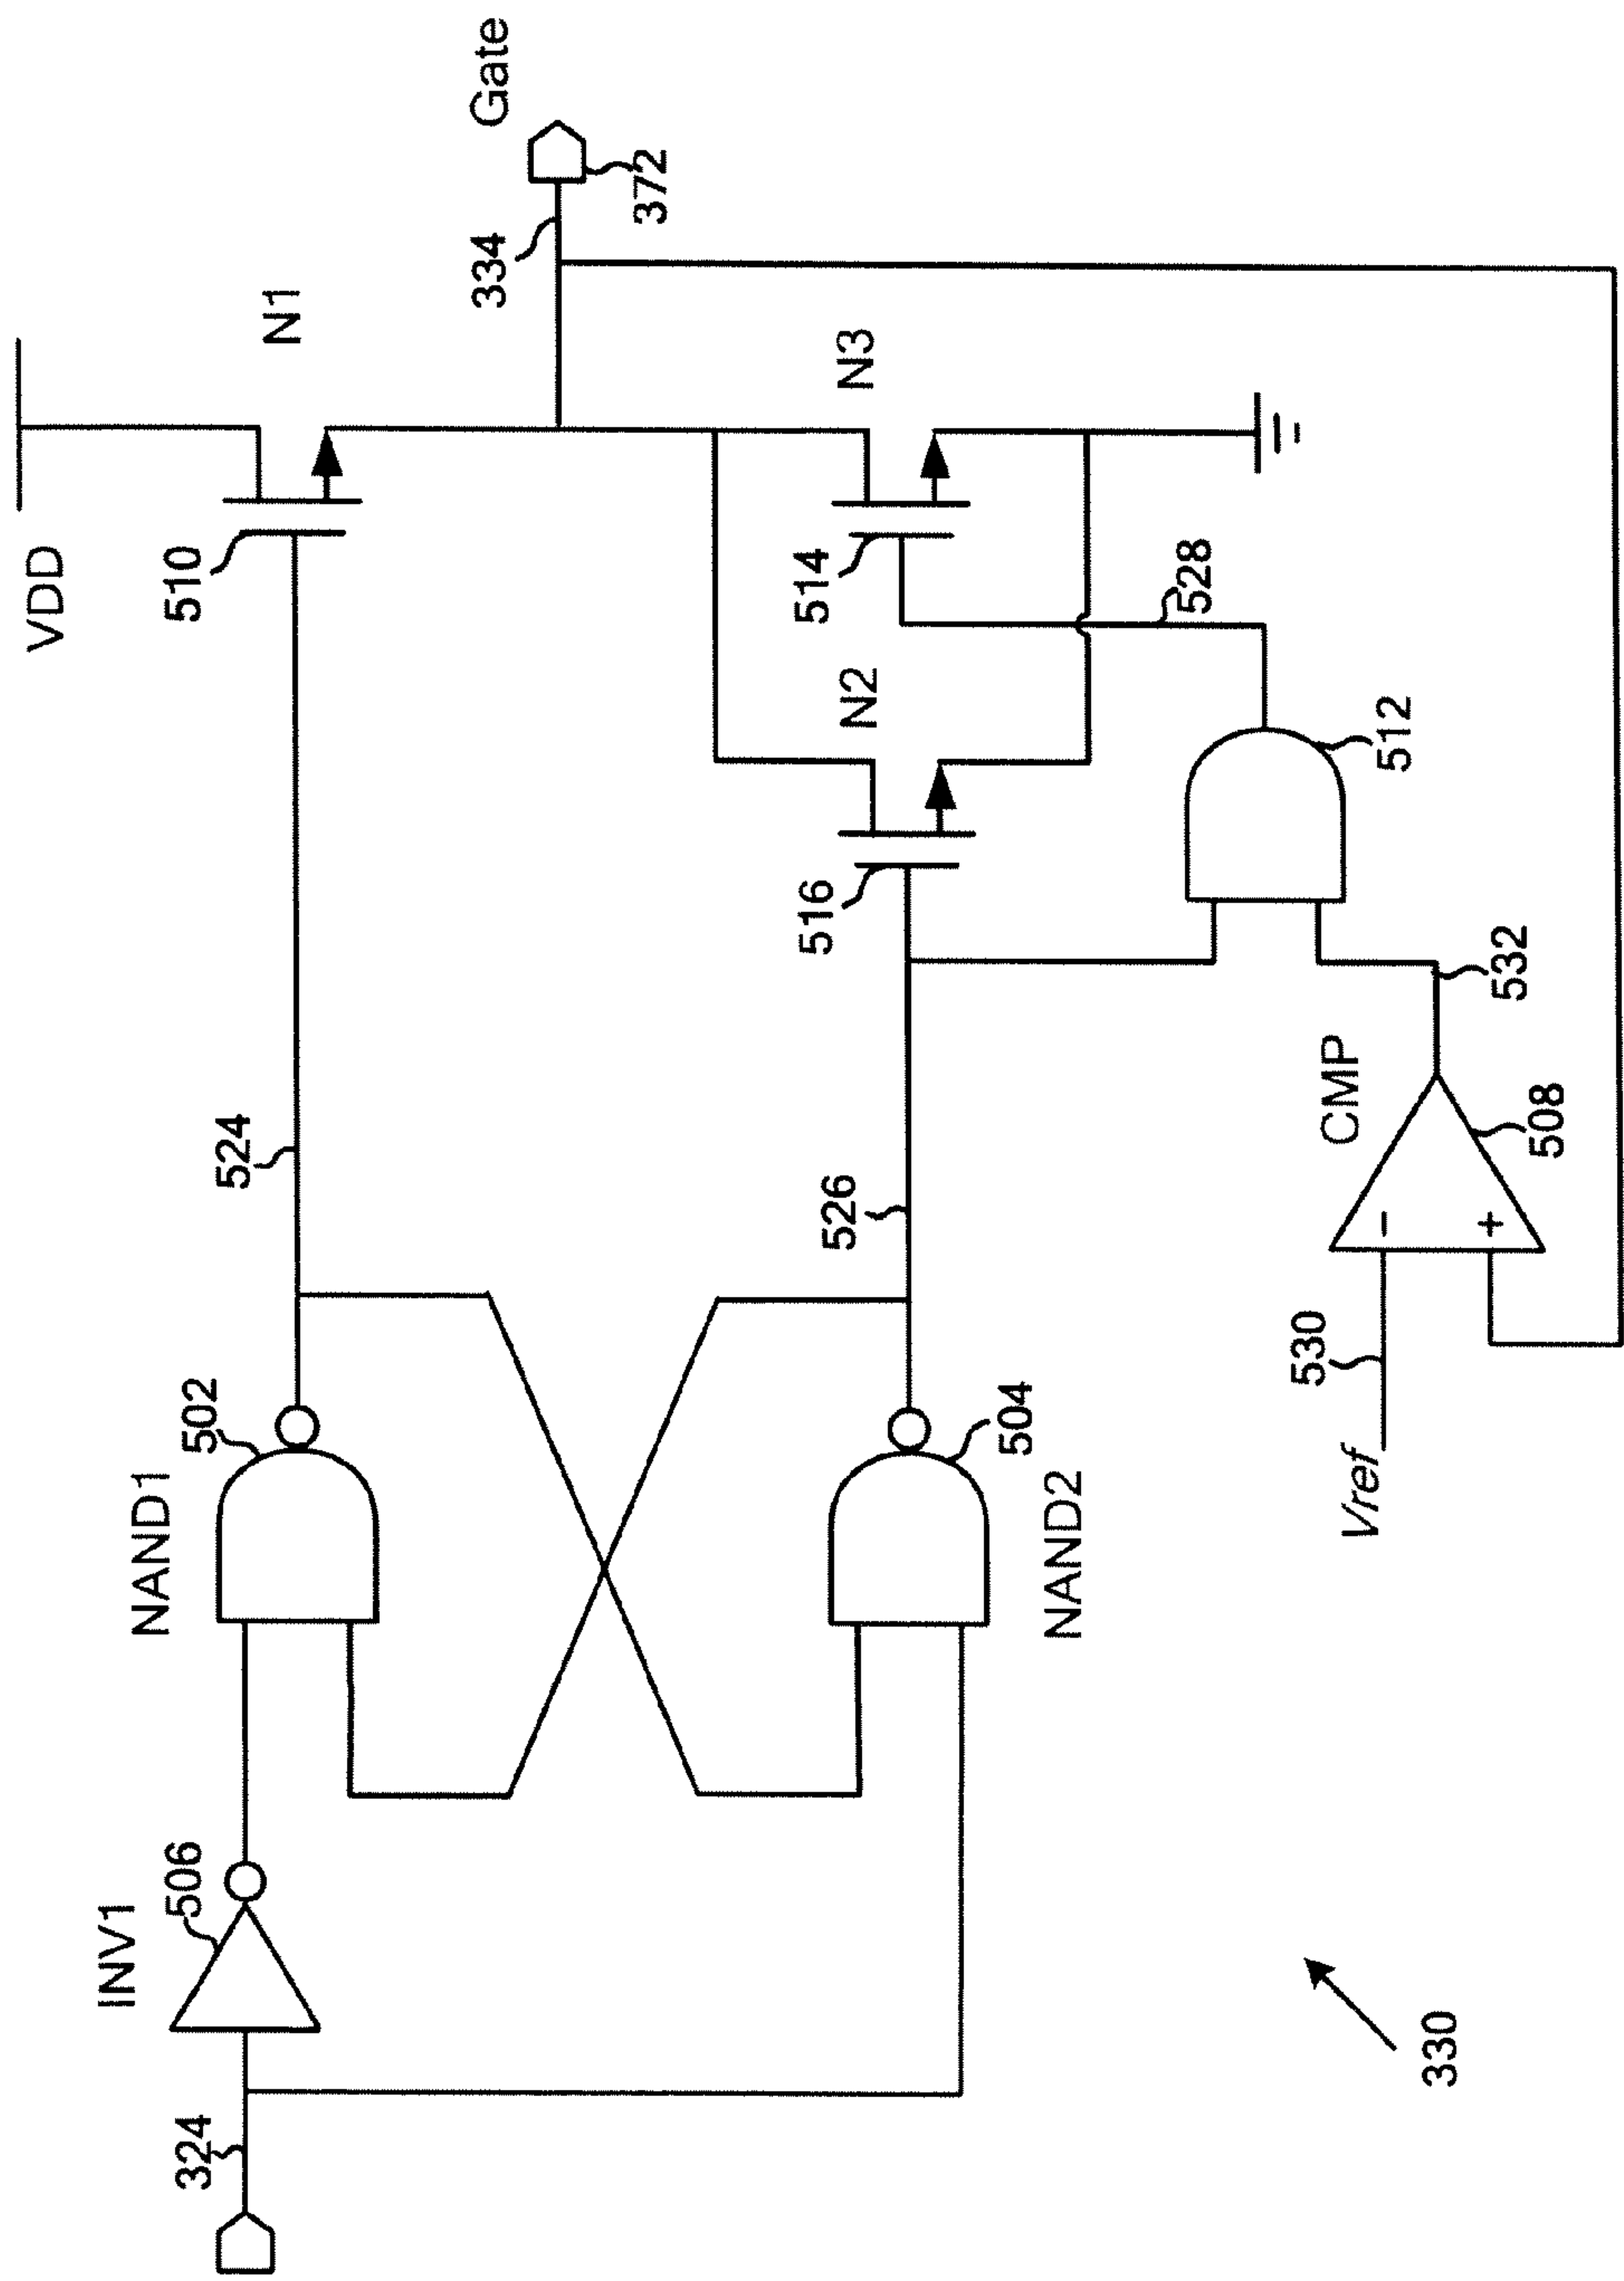 VDD
N1
510
Gate
334
372
NAND1
502
524
INV1
506
324
N3
514
N2
516
528
526
504
NAND2
512
532
CMP
-
+
508
530
Vref
330